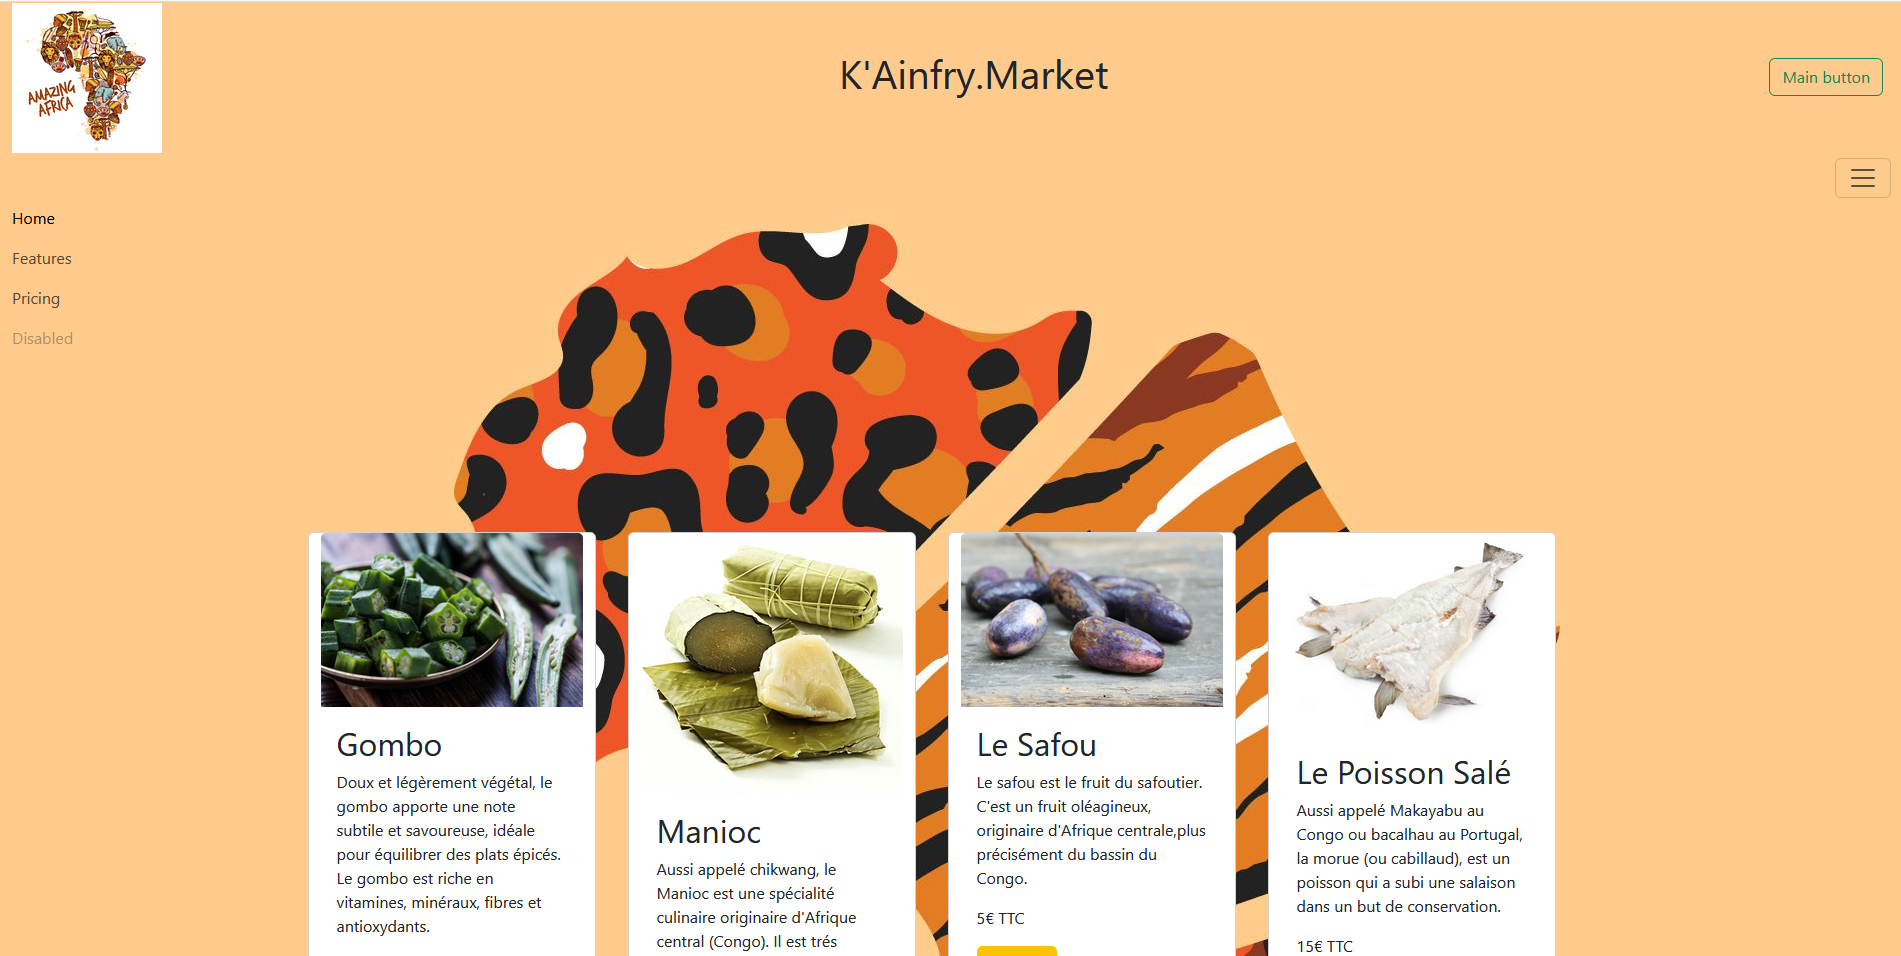 AMAZING
AFRICA
K'Ainfry.Market
Main button
Home
Features
Pricing
Disabled
Gombo
Doux et légèrement végétal, le
gombo apporte une note
subtile et savoureuse, idéale
pour équilibrer des plats épicés.
Le gombo est riche en
vitamines, minéraux, fibres et
antioxydants.
Manioc
Aussi appelé chikwang, le
Manioc est une spécialité
culinaire originaire d'Afrique
central (Congo). Il est trés
Le Safou
Le safou est le fruit du safoutier.
C'est un fruit oléagineux,
originaire d'Afrique centrale,plus
précisément du bassin du
Congo.
5€ TTC
Le Poisson Salé
Aussi appelé Makayabu au
Congo ou bacalhau au Portugal,
la morue (ou cabillaud), est un
poisson qui a subi une salaison
dans un but de conservation.
15€ TTC